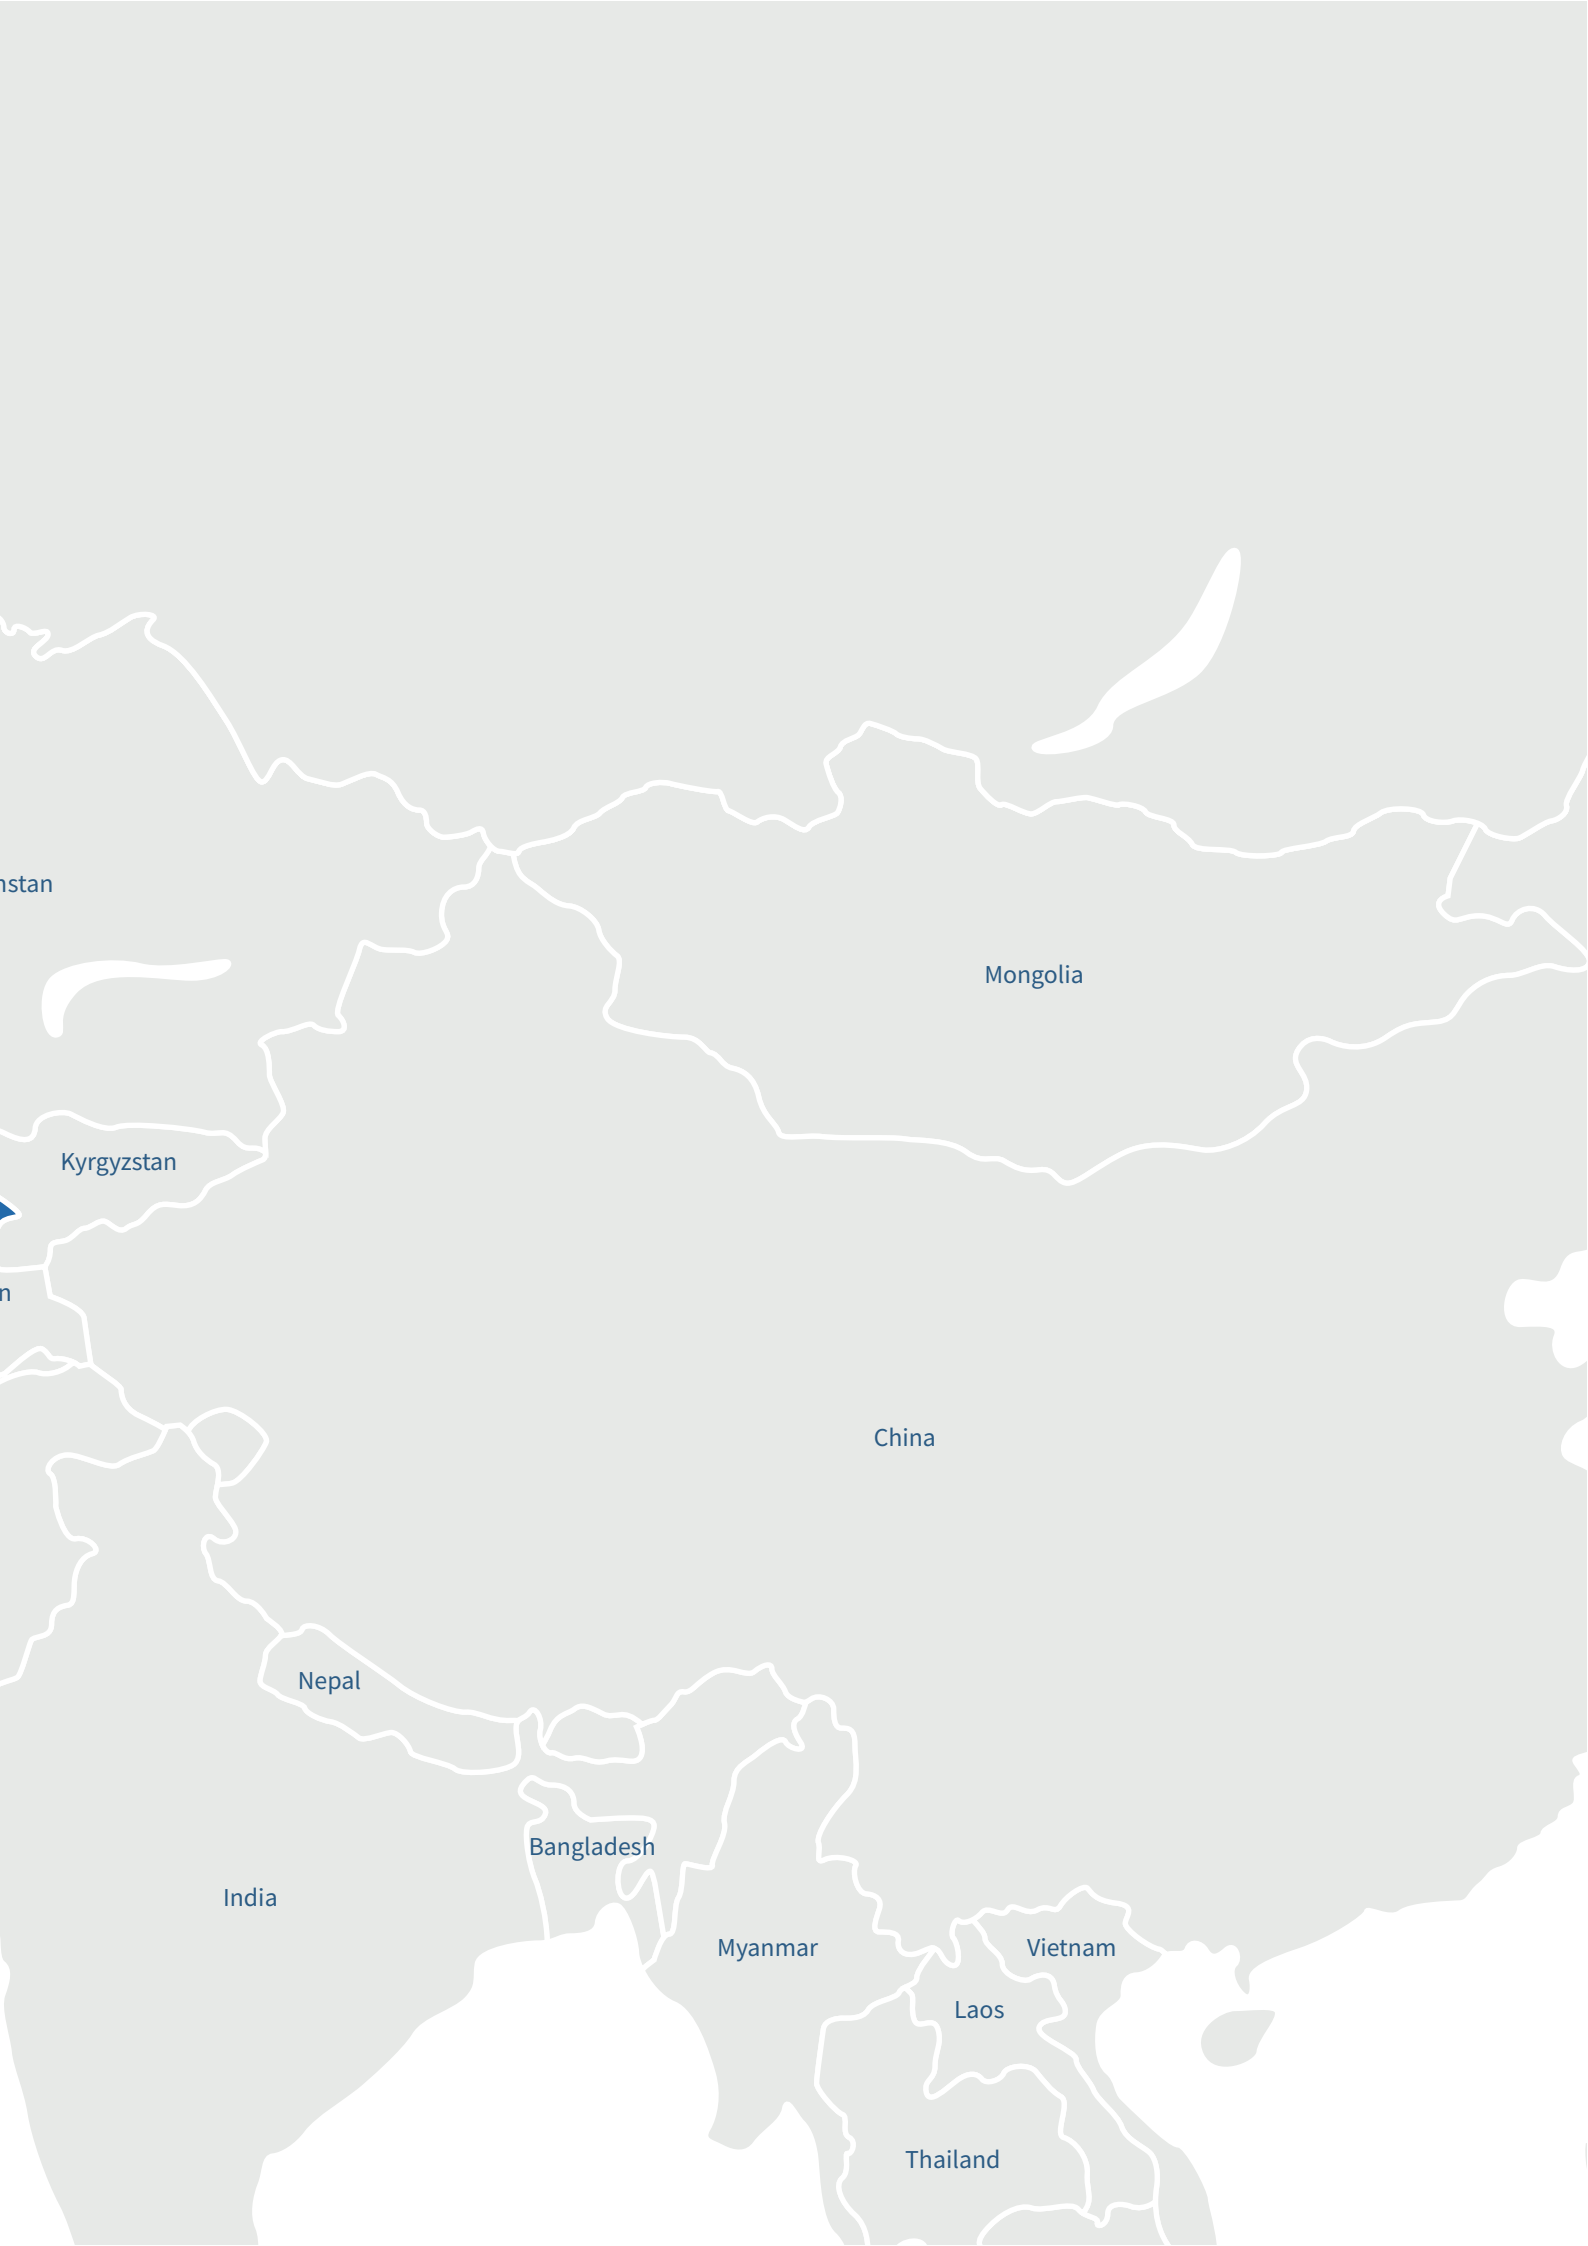 nstan
Mongolia
Kyrgyzstan
n
China
Nepal
Bangladesh
India
Myanmar
Vietnam
Laos
Thailand